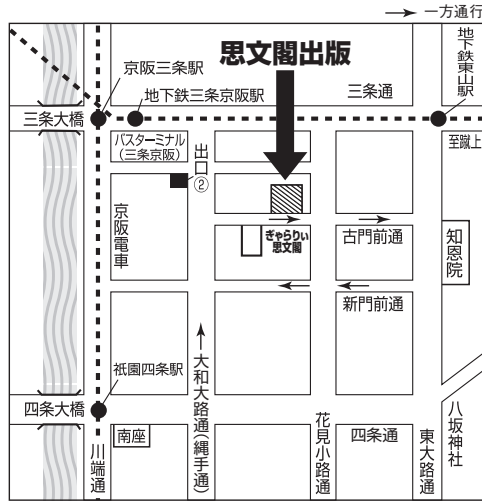 一方通行
思文閣出版
京阪三条駅
地下鉄三条京阪駅
三条通
地下鉄東山駅
三条大橋
バスターミナル
(三条京阪)
出口②
至蹴上
京阪電車
ぎゃらりぃ
思文閣
古門前通
知恩院
新門前通
祇園四条駅
大和大路通(縄手通)
四条大橋
南座
川端通
花見小路通
四条通
東大路通
八坂神社